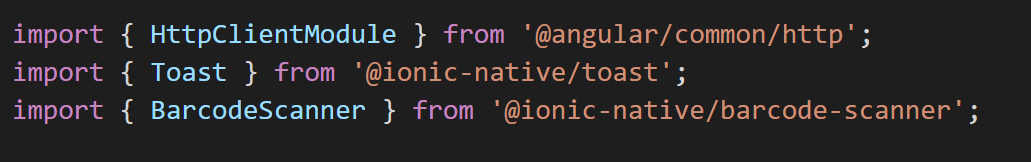 import { HttpClientModule } from '@angular/common/http';
import { Toast } from '@ionic-native/toast';
import { BarcodeScanner } from '@ionic-native/barcode-scanner';